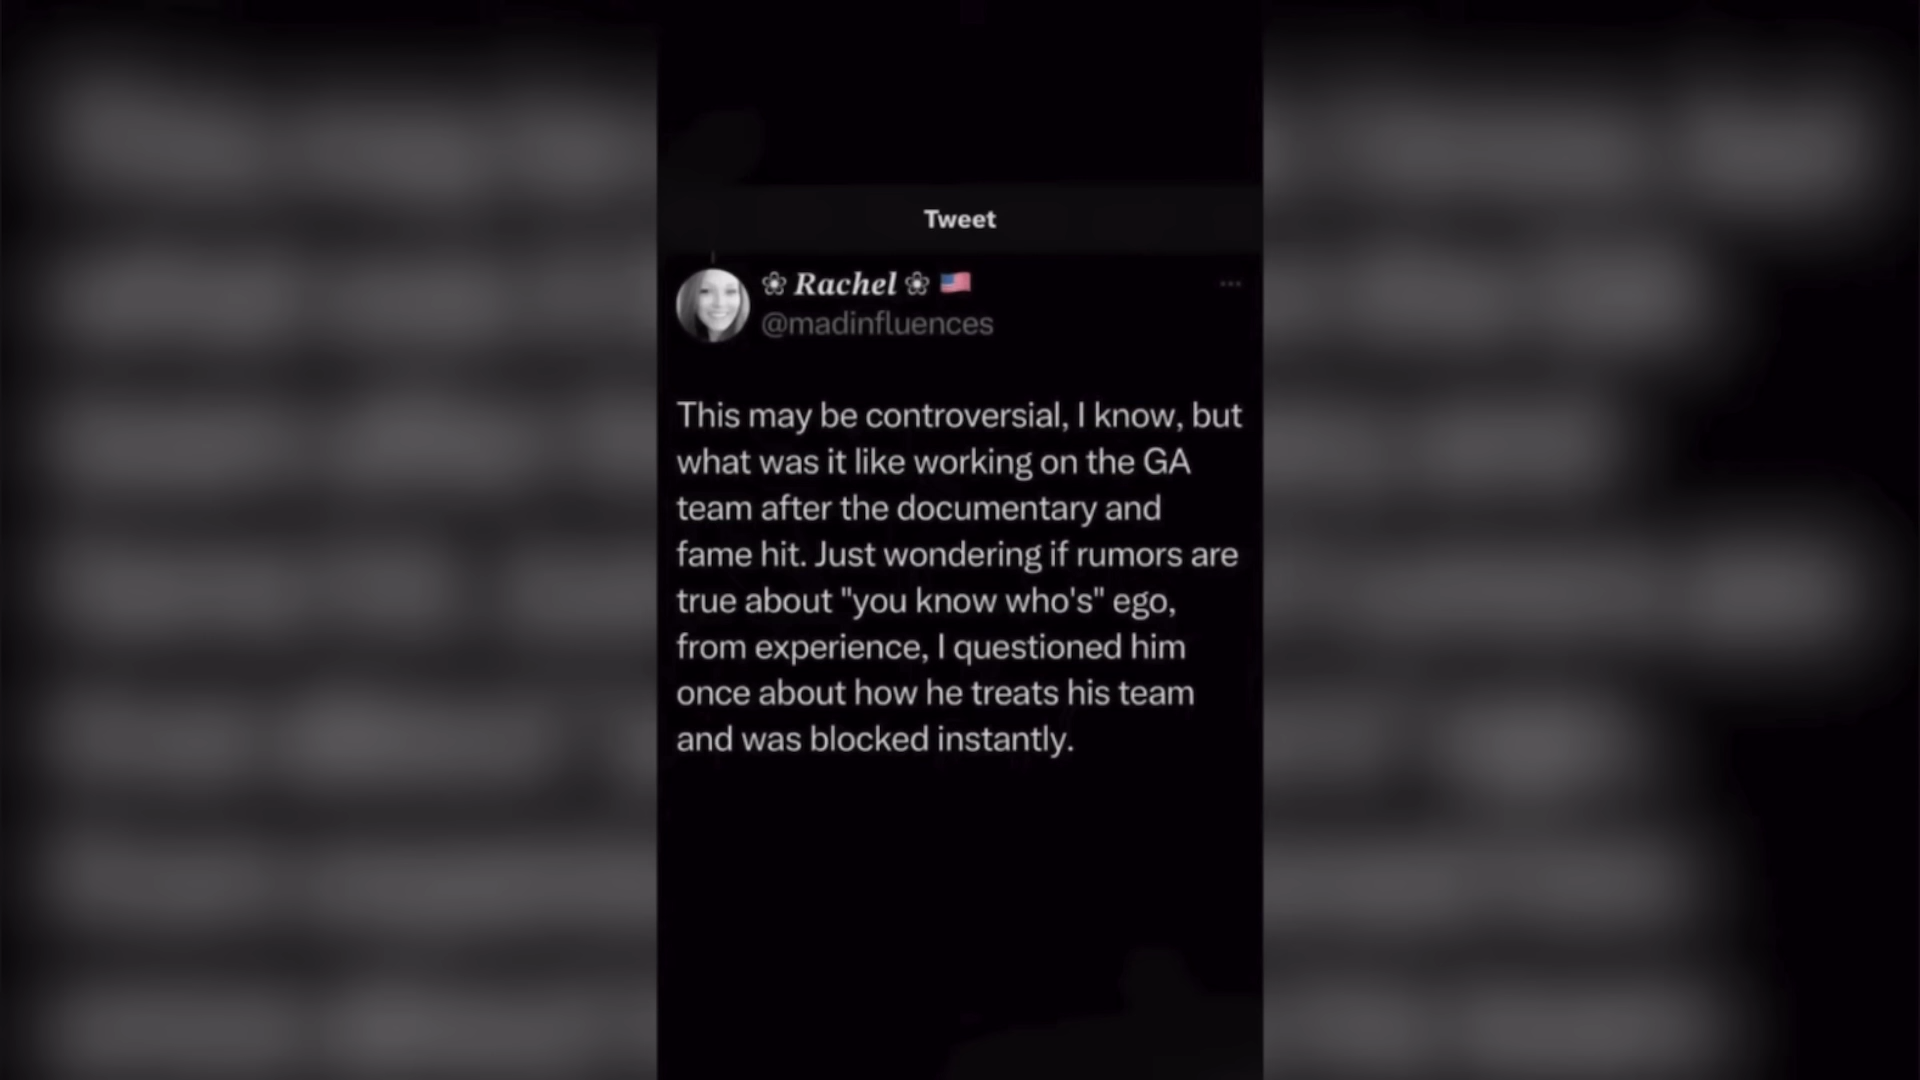 Tweet
❀ Rachel ❀ 🇺🇸
@madinfluences
This may be controversial, I know, but
what was it like working on the GA
team after the documentary and
fame hit. Just wondering if rumors are
true about "you know who's" ego,
from experience, I questioned him
once about how he treats his team
and was blocked instantly.